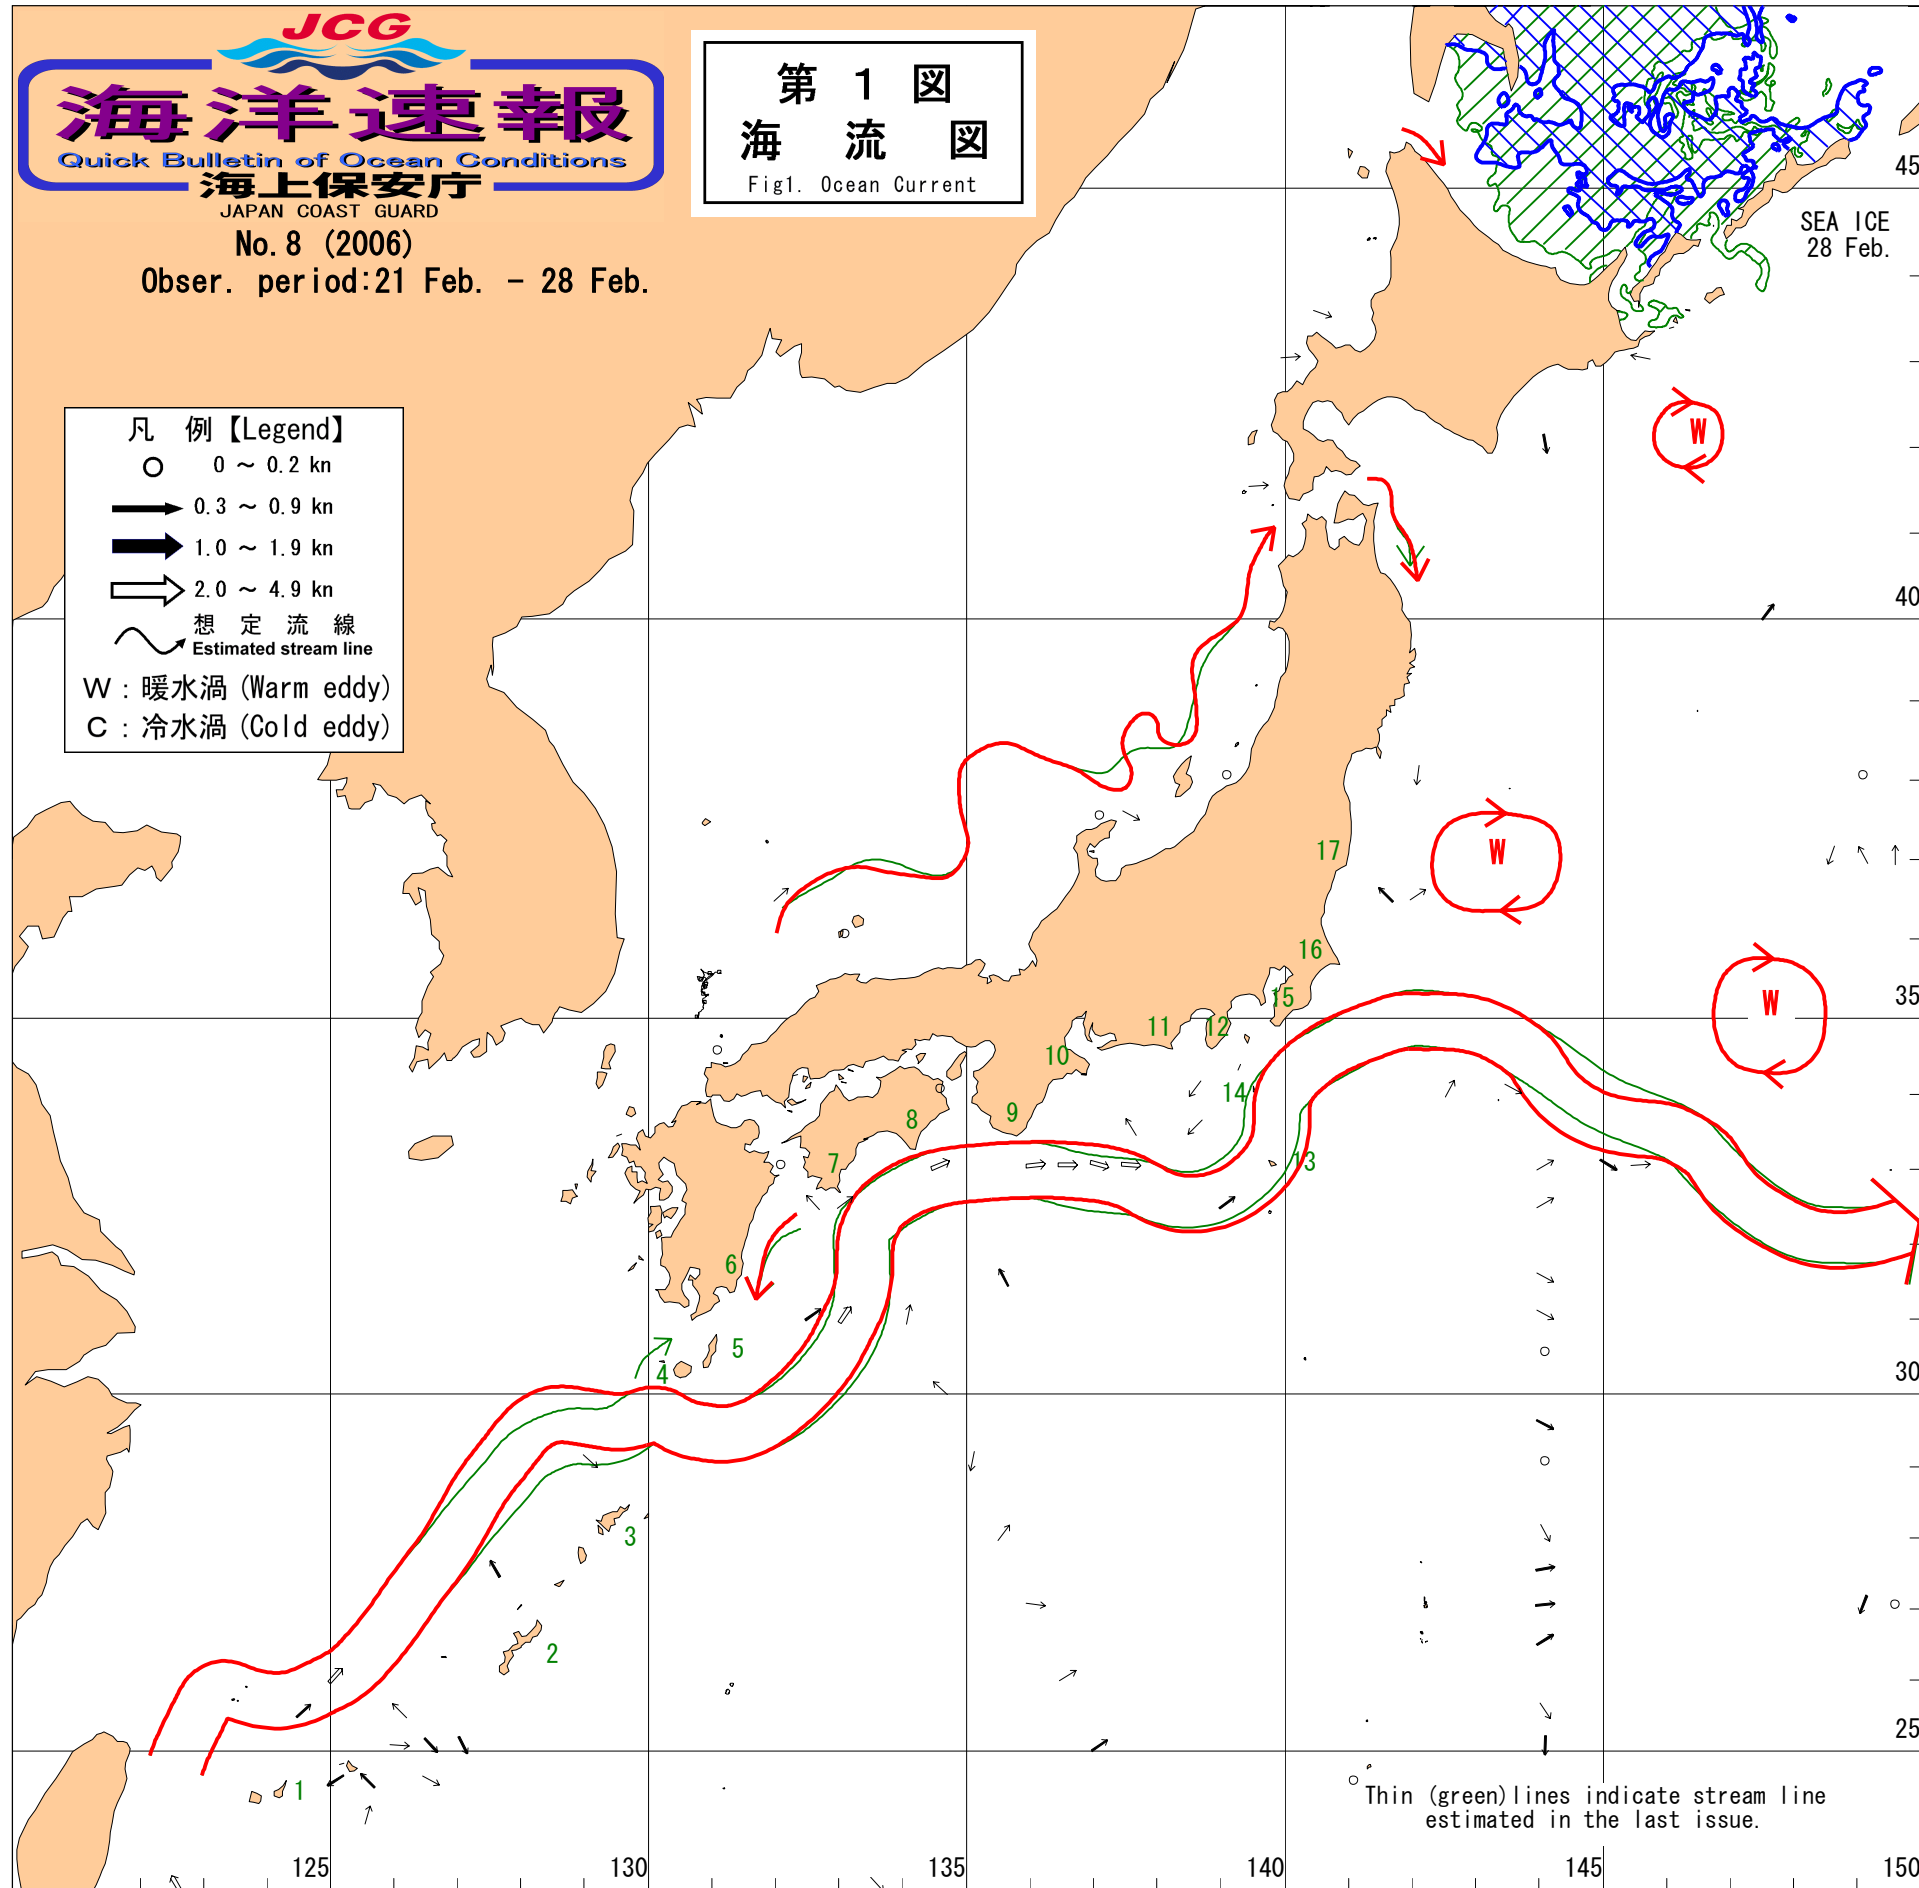 JCG
海洋速報
Quick Bulletin of Ocean Conditions
海上保安庁
JAPAN COAST GUARD
No.8 (2006)
Obser. period:21 Feb. - 28 Feb.
第 1 図
海 流 図
Fig1. Ocean Current
凡 例【Legend】
0 ～ 0.2 kn
0.3 ～ 0.9 kn
1.0 ～ 1.9 kn
2.0 ～ 4.9 kn
想 定 流 線
Estimated stream line
W : 暖水渦 (Warm eddy)
C : 冷水渦 (Cold eddy)
45
SEA ICE
28 Feb.
W
40
17
W
16
15
W
35
11
12
10
14
9
8
7
13
6
5
4
30
3
2
25
1
Thin (green)lines indicate stream line
estimated in the last issue.
125
130
135
140
145
150